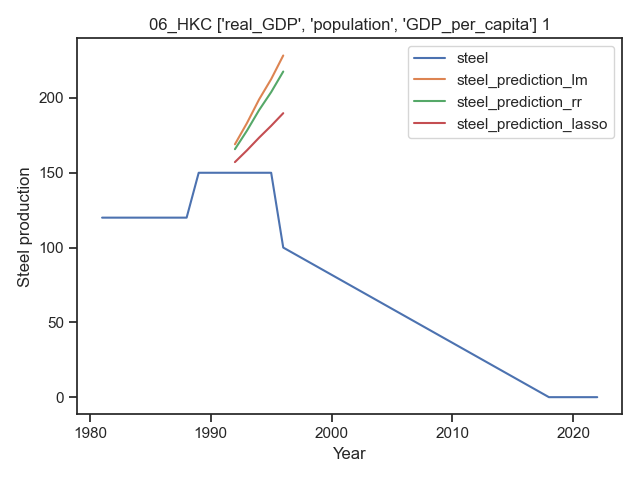 06_HKC ['real_GDP', 'population', 'GDP_per_capita'] 1
steel
steel_prediction_lm
steel_prediction_rr
steel_prediction_lasso
Steel production
200
150
100
50
0
1980
1990
2000
2010
2020
Year